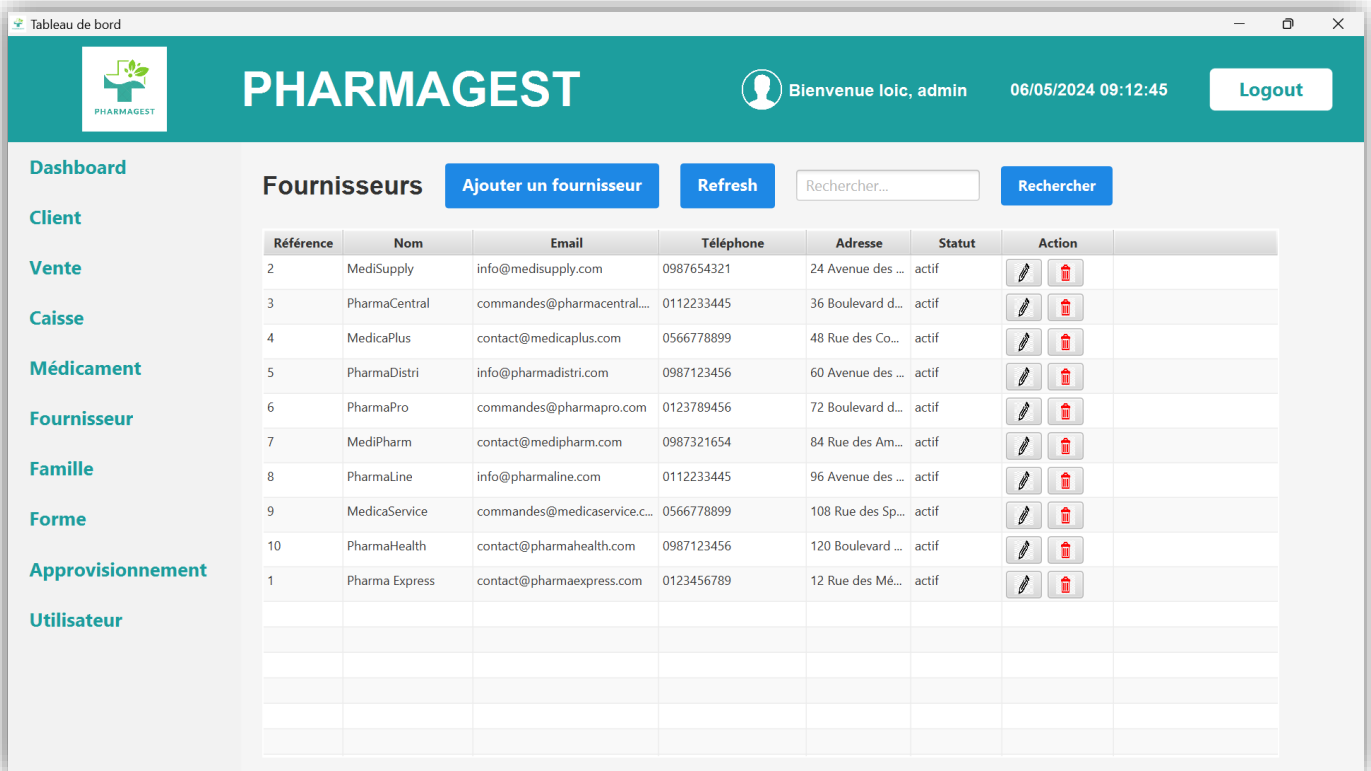 Tableau de bord
PHARMAGEST
PHARMAGEST
Bienvenue loic, admin
06/05/2024 09:12:45
Logout
Dashboard
Client
Vente
Caisse
Médicament
Fournisseur
Famille
Forme
Approvisionnement
Utilisateur
Fournisseurs
Ajouter un fournisseur
Refresh
Rechercher...
Rechercher
Référence Nom Email Téléphone Adresse Statut Action
2 MediSupply info@medisupply.com 0987654321 24 Avenue des ... actif
3 PharmaCentral commandes@pharmacentral.... 0112233445 36 Boulevard d... actif
4 MedicaPlus contact@medicaplus.com 0566778899 48 Rue des Co... actif
5 PharmaDistri info@pharmadistri.com 0987123456 60 Avenue des ... actif
6 PharmaPro commandes@pharmapro.com 0123789456 72 Boulevard d... actif
7 MediPharm contact@medipharm.com 0987321654 84 Rue des Am... actif
8 PharmaLine info@pharmaline.com 0112233445 96 Avenue des ... actif
9 MedicaService commandes@medicaservice.c... 0566778899 108 Rue des Sp... actif
10 PharmaHealth contact@pharmahealth.com 0987123456 120 Boulevard ... actif
1 Pharma Express contact@pharmaexpress.com 0123456789 12 Rue des Mé... actif